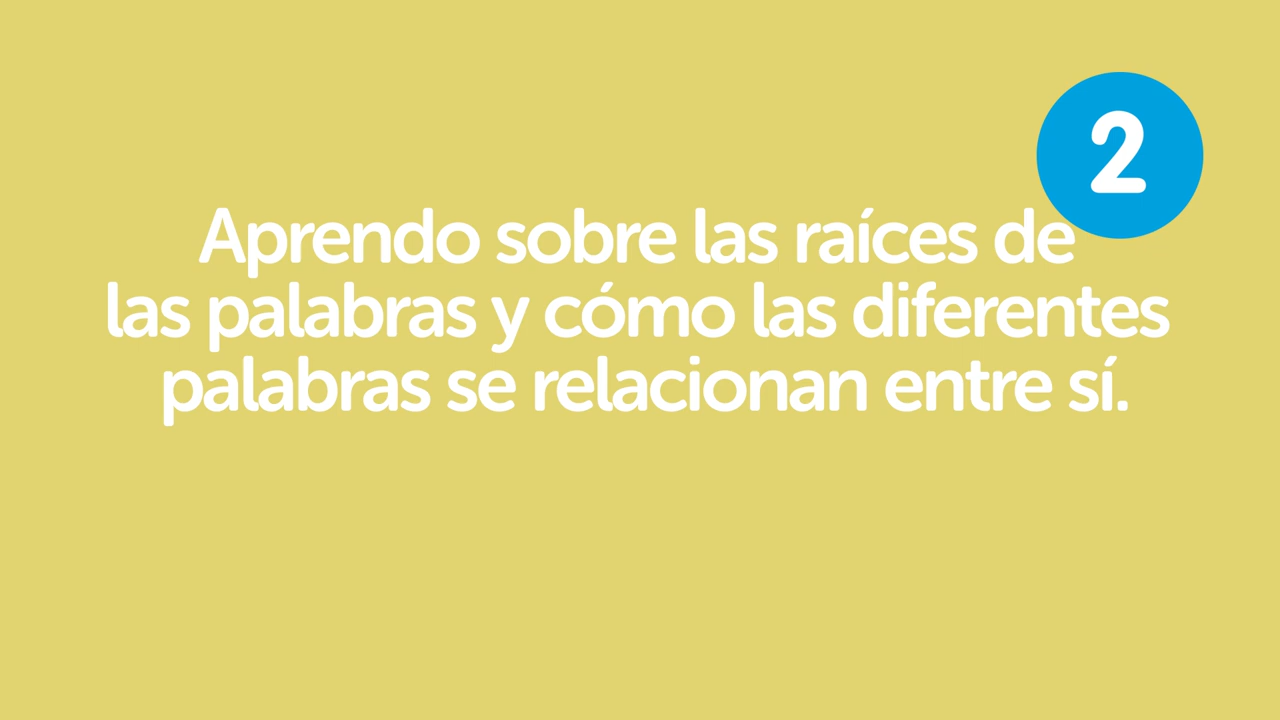 2
Aprendo sobre las raíces de
las palabras y cómo las diferentes
palabras se relacionan entre sí.